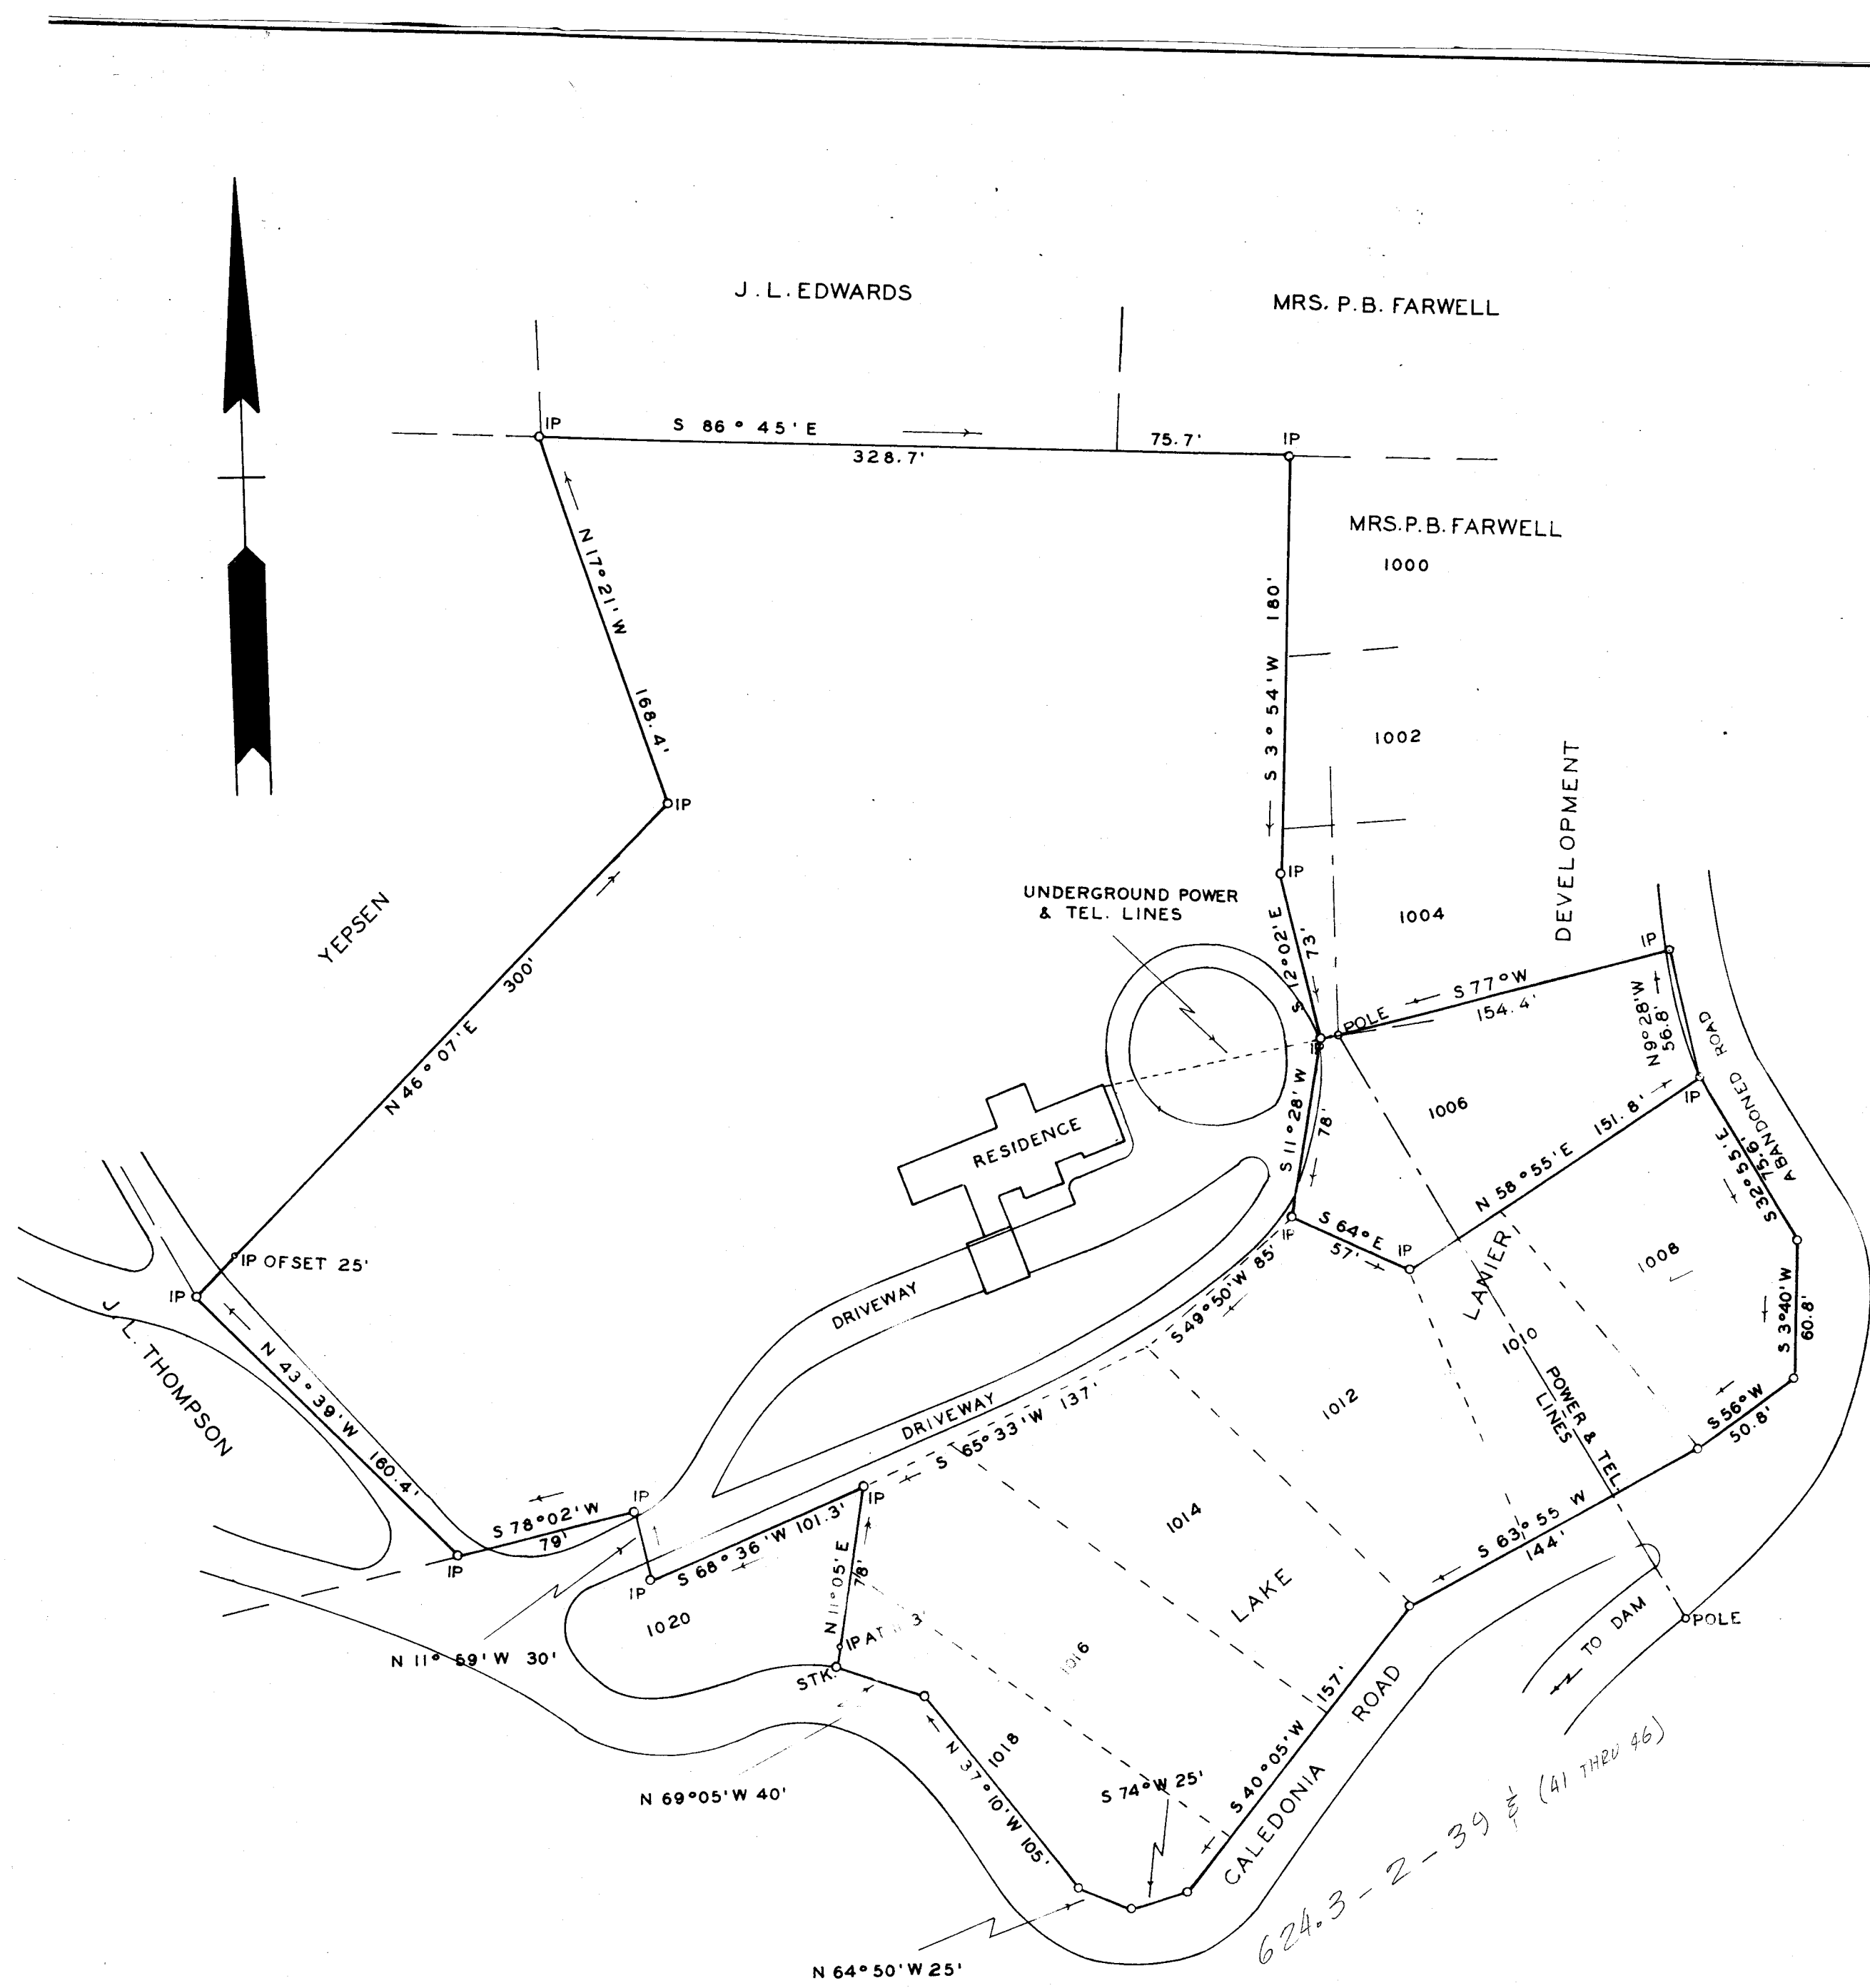 J. L. EDWARDS
MRS. P. B. FARWELL
IP
S 86° 45' E
328.7'
75.7'
IP
MRS. P. B. FARWELL
1000
N 17° 21' W
168.4'
S 3° 54' W 180'
1002
IP
DEVELOPMENT
IP
UNDERGROUND POWER
& TEL. LINES
1004
YEPSEN
S 12° 02' E
73'
IP
300'
N 46° 07' E
S 77° W
154.4'
POLE
IP
N 9° 28' W
56.8'
ABANDONED ROAD
S 11° 28' W
78'
1006
IP
RESIDENCE
N 58° 55' E 151.8'
S 32° 55' E
75.6'
IP
S 64° E
57'
IP
IP OFSET 25'
IP
J. L. THOMPSON
N 43° 39' W 160.4'
DRIVEWAY
S 49° 50' W 85'
LANIER
1008
S 3° 40' W
60.8'
1010
POWER & TEL.
LINES
1012
DRIVEWAY
S 65° 33' W 137'
S 56° W
50.8'
S 78° 02' W
79'
IP
IP
IP
S 68° 36' W 101.3'
IP
N 11° 05' E
78'
1014
S 63° 55 W
144'
LAKE
TO DAM
POLE
1020
IP AT
STK.
N 11° 59' W 30'
1016
157'
S 40° 05' W
CALEDONIA ROAD
1018
N 37° 10' W 105'
N 69° 05' W 40'
S 74° W 25'
N 64° 50' W 25'
624.3-2-39 & (41 THRU 46)